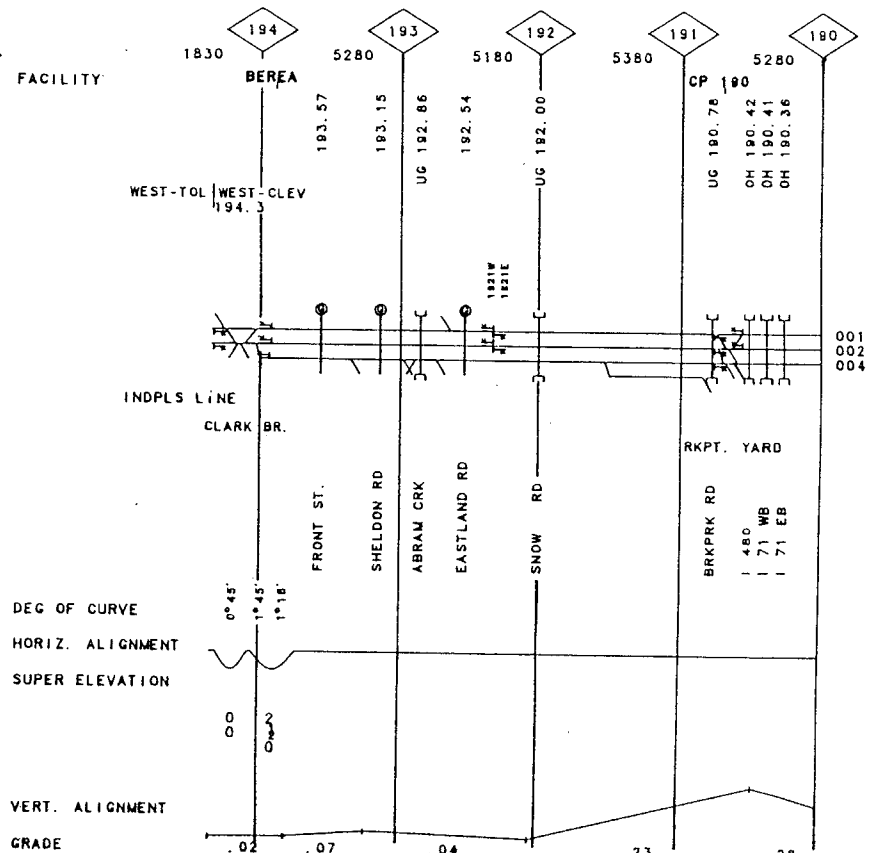 194 193 192 191 190
1830 5280 5180 5380 5280
FACILITY BEREA CP 190
193.57
193.15
UG 192.86
192.54
UG 192.00
UG 190.78
OH 190.42
OH 190.41
OH 190.36
WEST-TOL WEST-CLEV
194.3
1921W
1921E
001
002
004
INDPLS LINE
CLARK BR.
RKPT. YARD
FRONT ST.
SHELDON RD
ABRAM CRK
EASTLAND RD
SNOW RD
BRKPRK RD
I 480
I 71 WB
I 71 EB
DEG OF CURVE
0°45'
1°45'
1°18'
HORIZ. ALIGNMENT
SUPER ELEVATION
0 2
0
0
VERT. ALIGNMENT
GRADE .02 .07 04